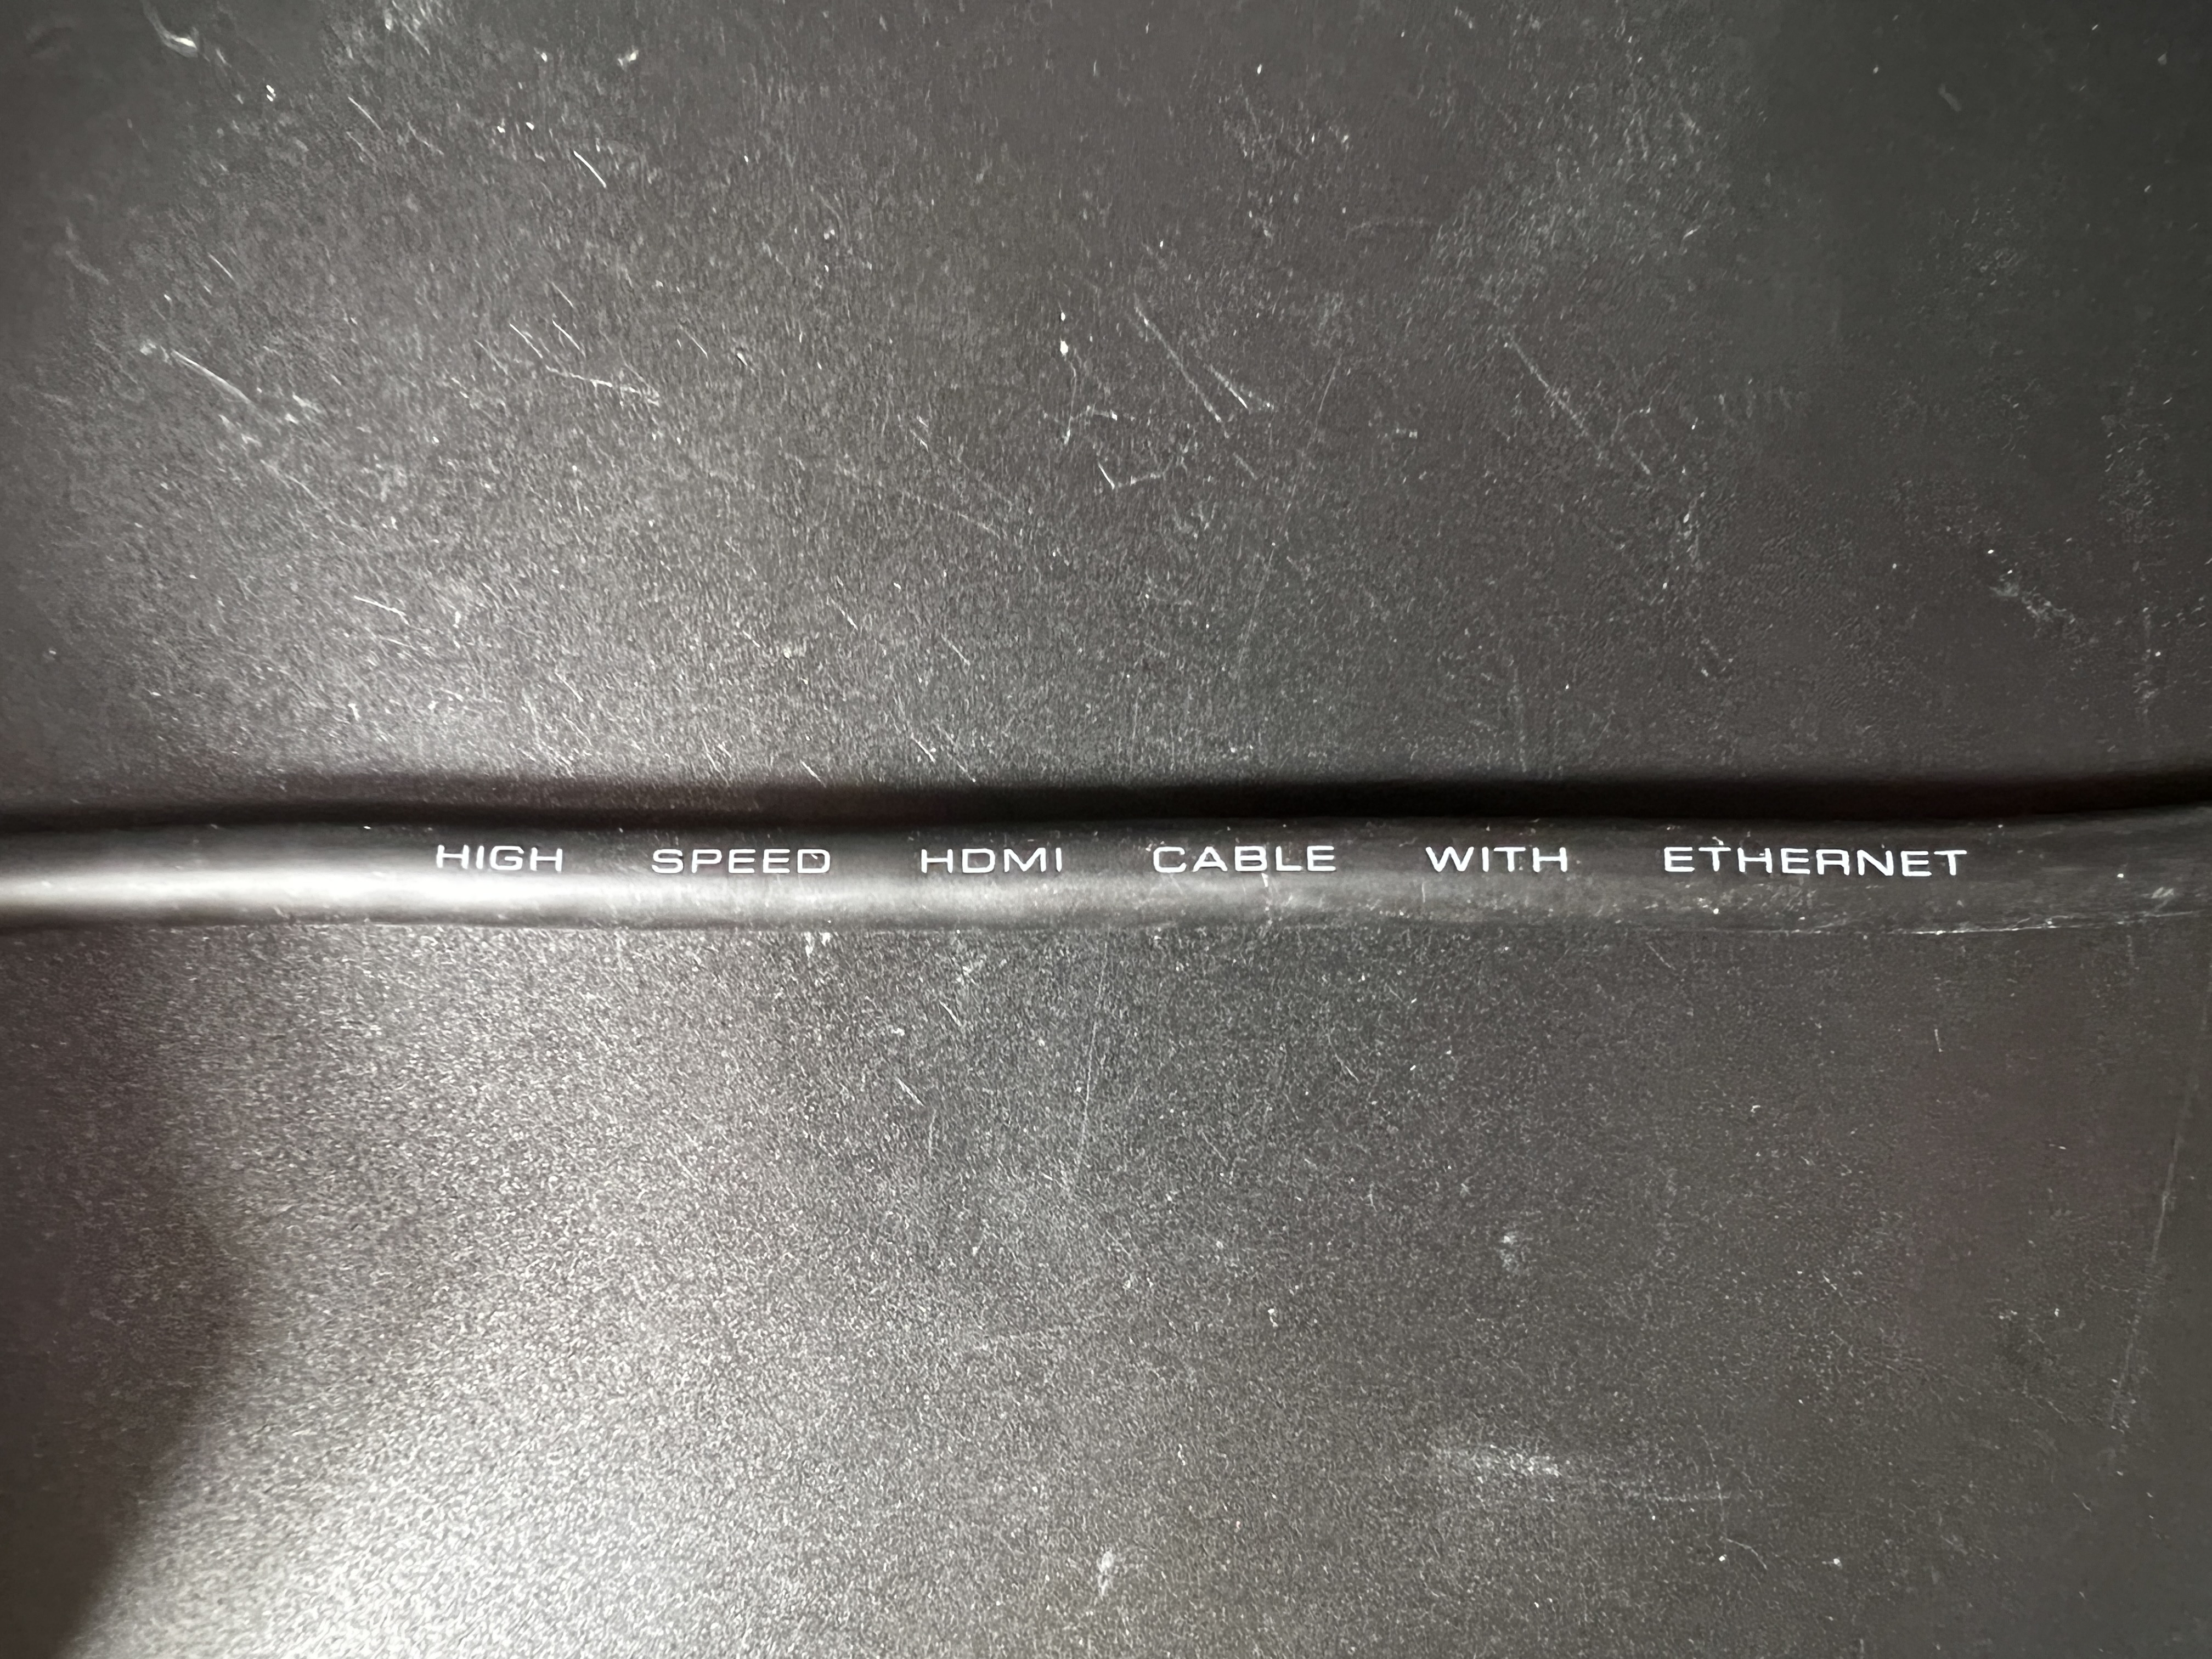 HIGH SPEED HDMI CABLE WITH ETHERNET